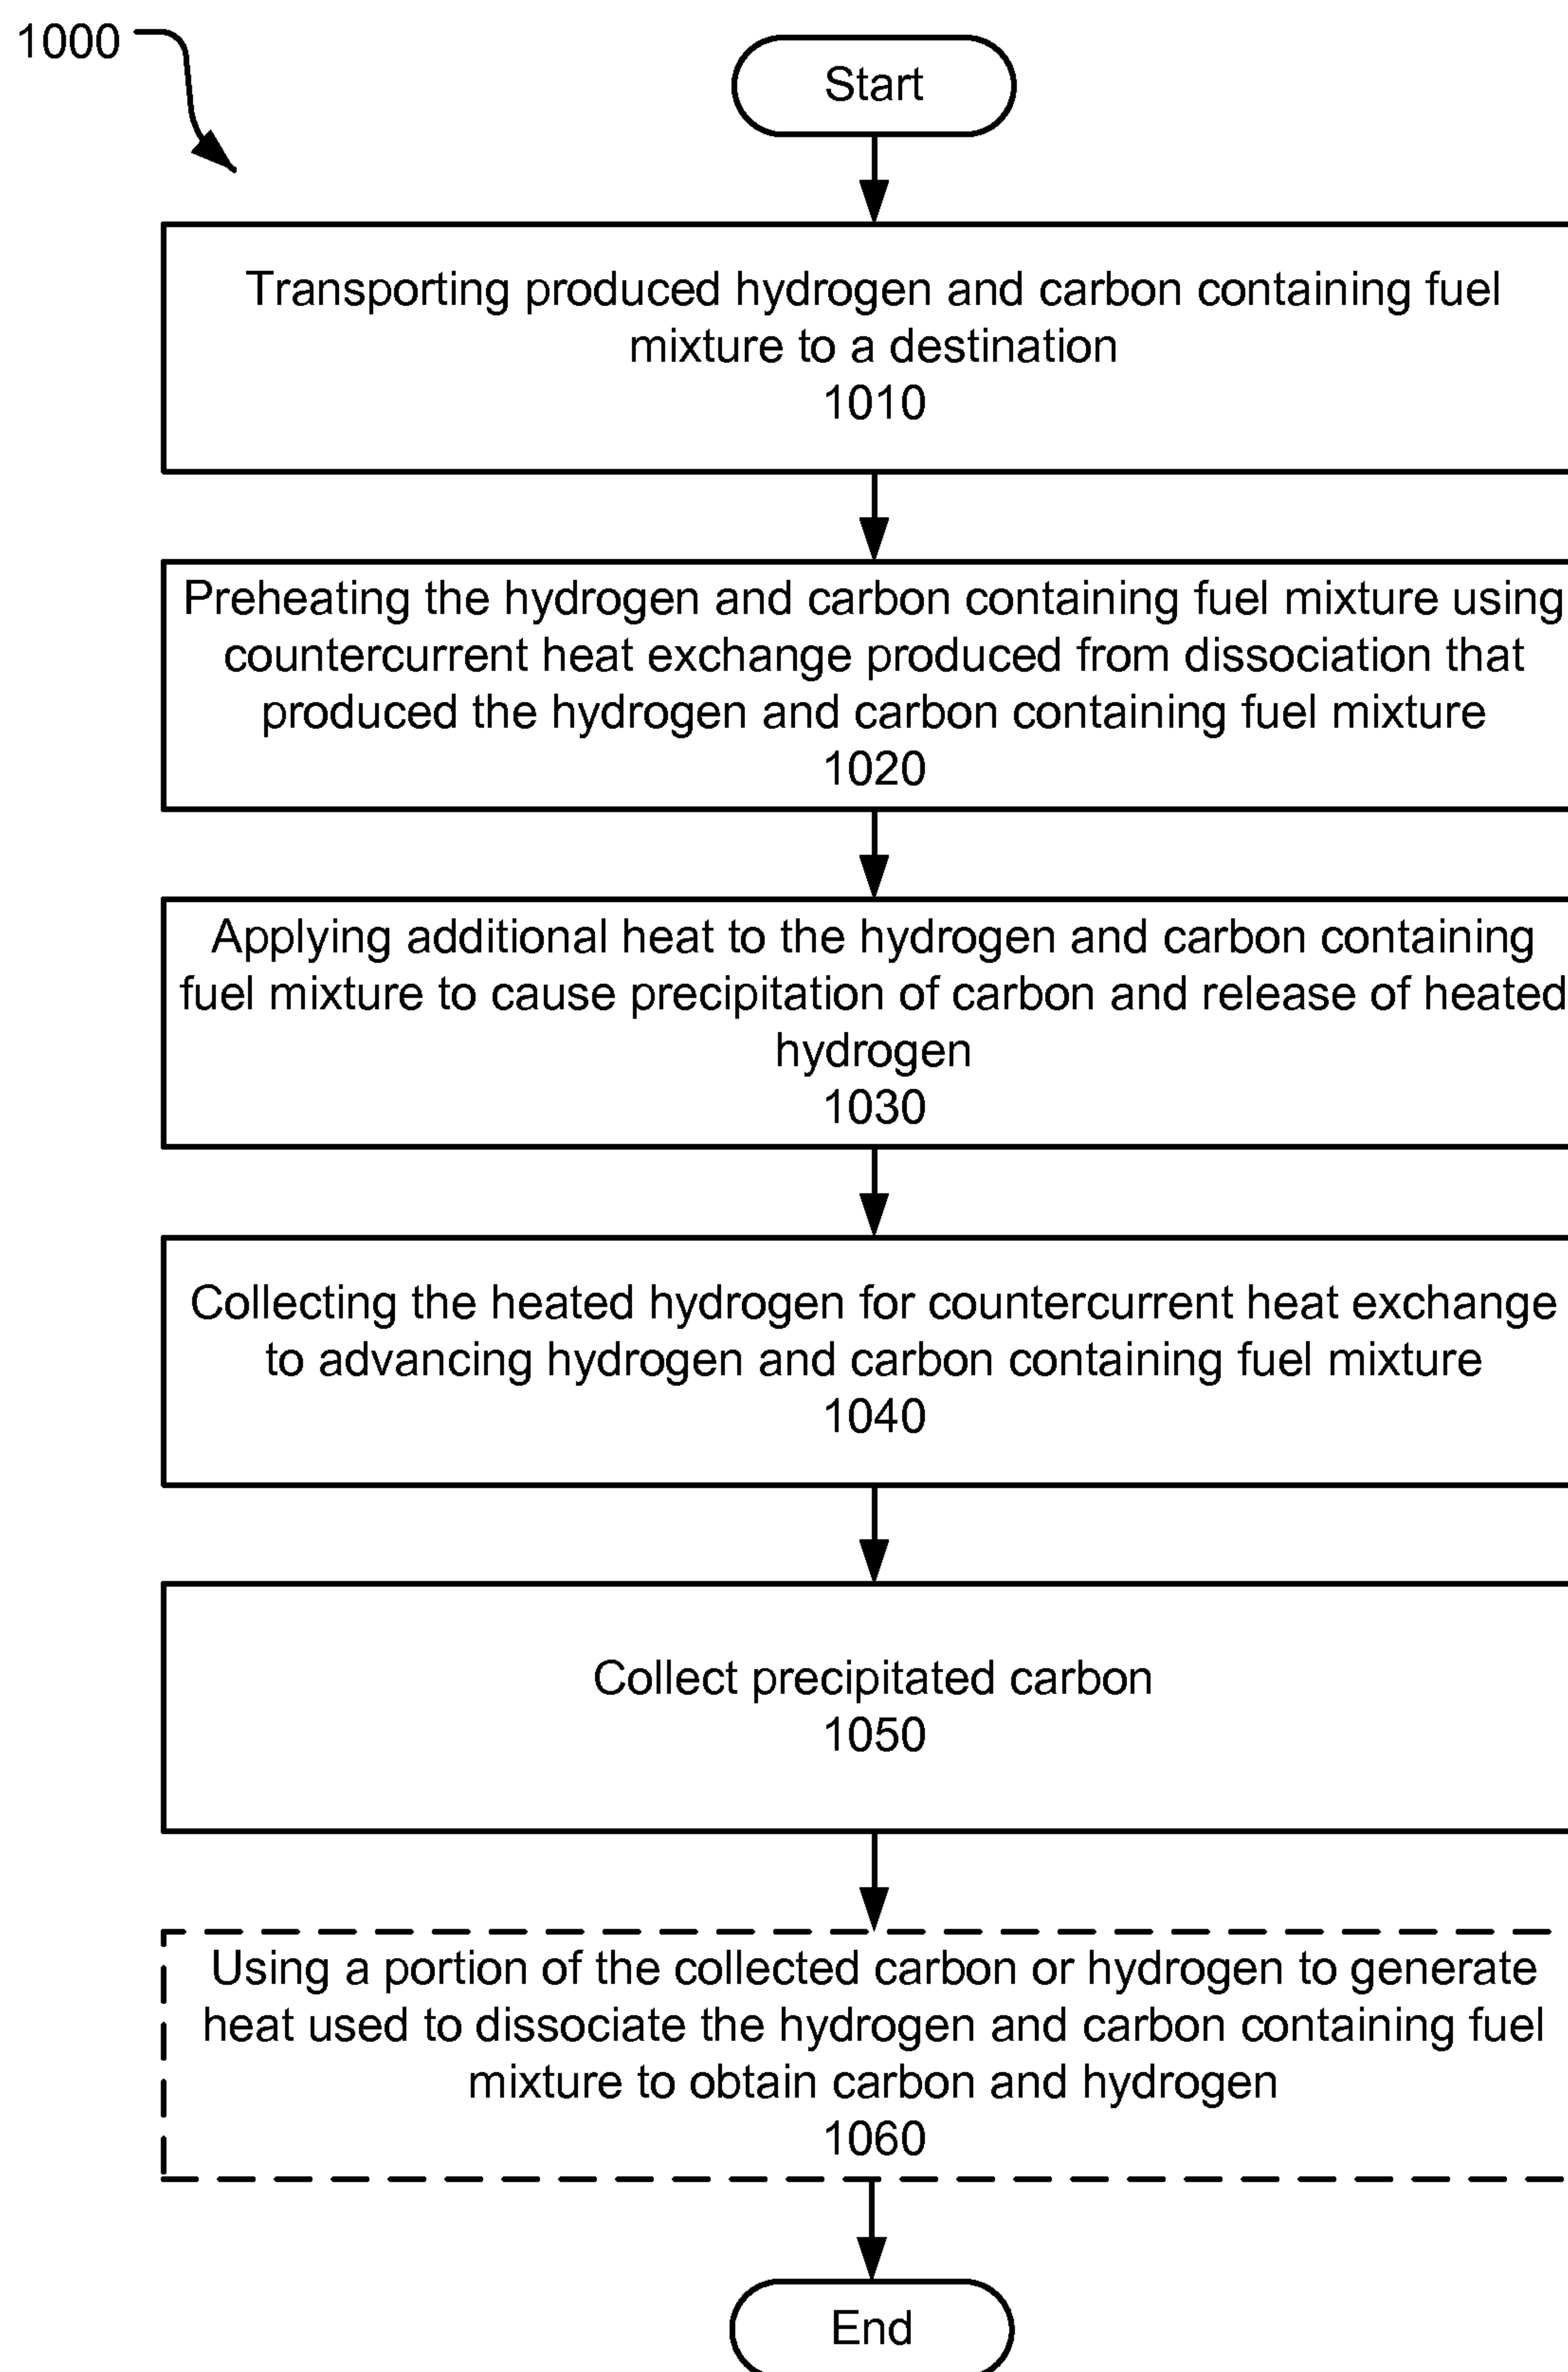 1000
Start
Transporting produced hydrogen and carbon containing fuel
mixture to a destination
1010
Preheating the hydrogen and carbon containing fuel mixture using
countercurrent heat exchange produced from dissociation that
produced the hydrogen and carbon containing fuel mixture
1020
Applying additional heat to the hydrogen and carbon containing
fuel mixture to cause precipitation of carbon and release of heated
hydrogen
1030
Collecting the heated hydrogen for countercurrent heat exchange
to advancing hydrogen and carbon containing fuel mixture
1040
Collect precipitated carbon
1050
Using a portion of the collected carbon or hydrogen to generate
heat used to dissociate the hydrogen and carbon containing fuel
mixture to obtain carbon and hydrogen
1060
End